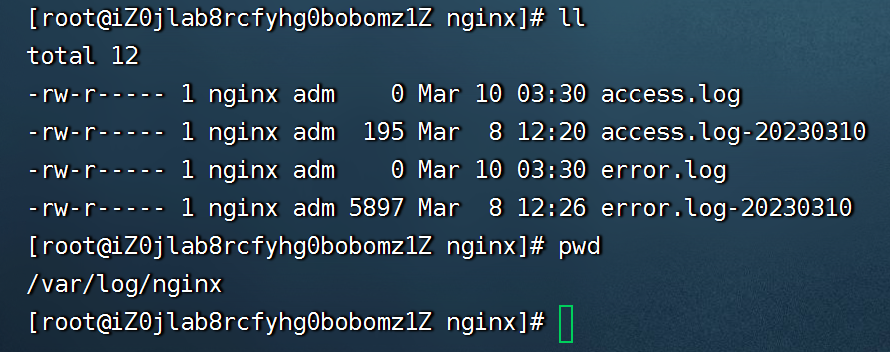 [root@iZ0jlab8rcfyhg0bobomz1Z nginx]# ll
total 12
-rw-r----- 1 nginx adm    0 Mar 10 03:30 access.log
-rw-r----- 1 nginx adm  195 Mar  8 12:20 access.log-20230310
-rw-r----- 1 nginx adm    0 Mar 10 03:30 error.log
-rw-r----- 1 nginx adm 5897 Mar  8 12:26 error.log-20230310
[root@iZ0jlab8rcfyhg0bobomz1Z nginx]# pwd
/var/log/nginx
[root@iZ0jlab8rcfyhg0bobomz1Z nginx]#